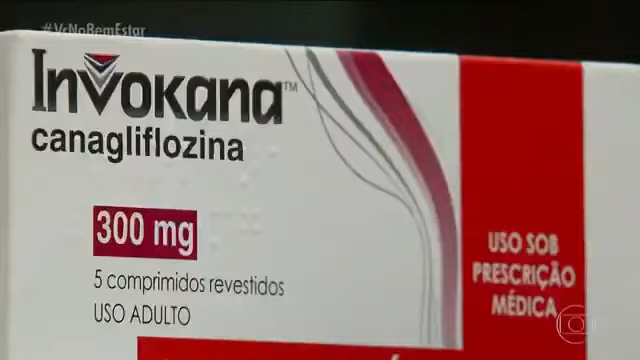 #VcNoBemEstar
INVOKANA™
canagliflozina
300 mg
5 comprimidos revestidos
USO ADULTO
USO SOB
PRESCRIÇÃO
MÉDICA